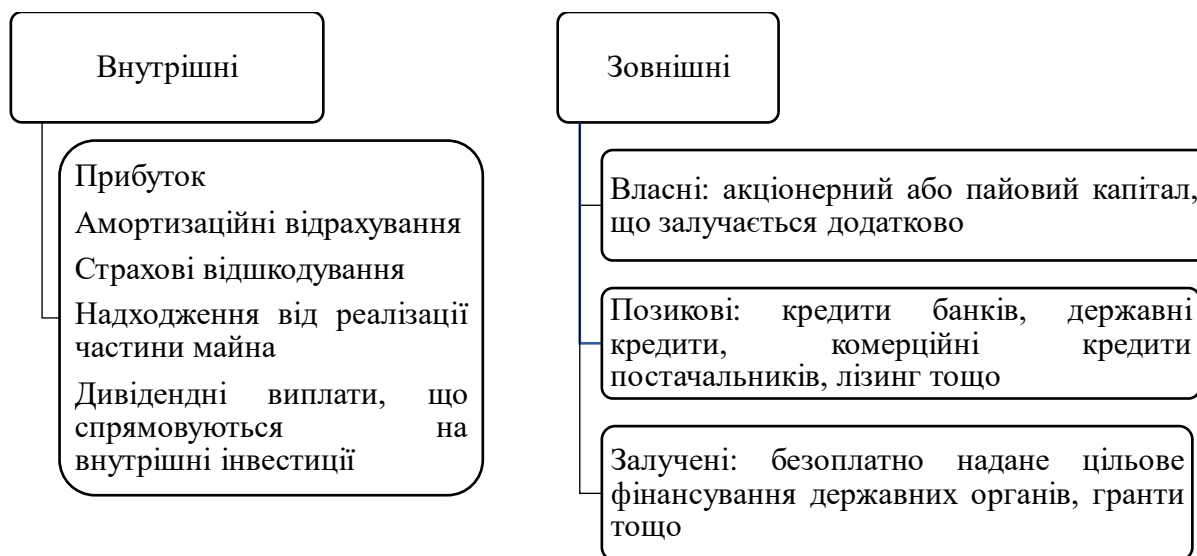 Внутрішні
Прибуток
Амортизаційні відрахування
Страхові відшкодування
Надходження від реалізації
частини майна
Дивідендні виплати, що
спрямовуються на
внутрішні інвестиції
Зовнішні
Власні: акціонерний або пайовий капітал,
що залучається додатково
Позикові: кредити банків, державні
кредити, комерційні кредити
постачальників, лізинг тощо
Залучені: безоплатно надане цільове
фінансування державних органів, гранти
тощо